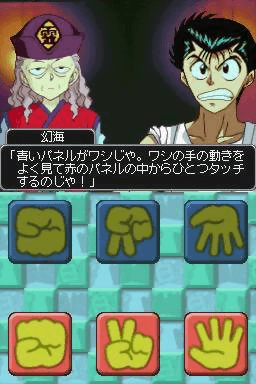 霊
幻海
「青いパネルがワシじゃ。ワシの手の動きを
よく見て赤のパネルの中からひとつタッチ
するのじゃ！」